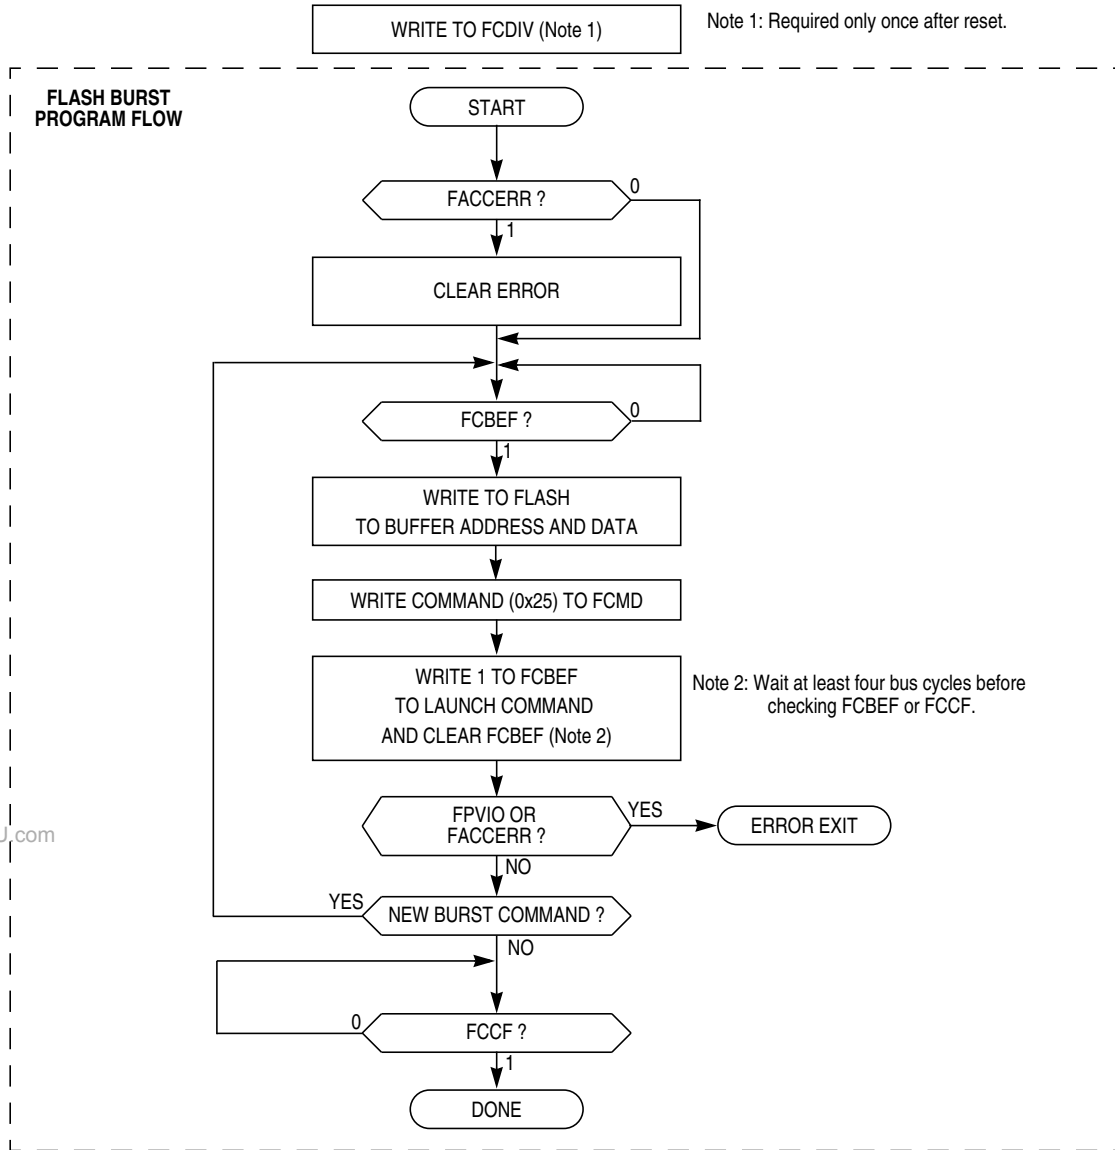 WRITE TO FCDIV (Note 1)
Note 1: Required only once after reset.
FLASH BURST
PROGRAM FLOW
START
FACCERR ?
0
1
CLEAR ERROR
FCBEF ?
0
1
WRITE TO FLASH
TO BUFFER ADDRESS AND DATA
WRITE COMMAND (0x25) TO FCMD
WRITE 1 TO FCBEF
TO LAUNCH COMMAND
AND CLEAR FCBEF (Note 2)
Note 2: Wait at least four bus cycles before
checking FCBEF or FCCF.
FPVIO OR
FACCERR ?
YES
ERROR EXIT
NO
YES
NEW BURST COMMAND ?
NO
0
FCCF ?
1
DONE